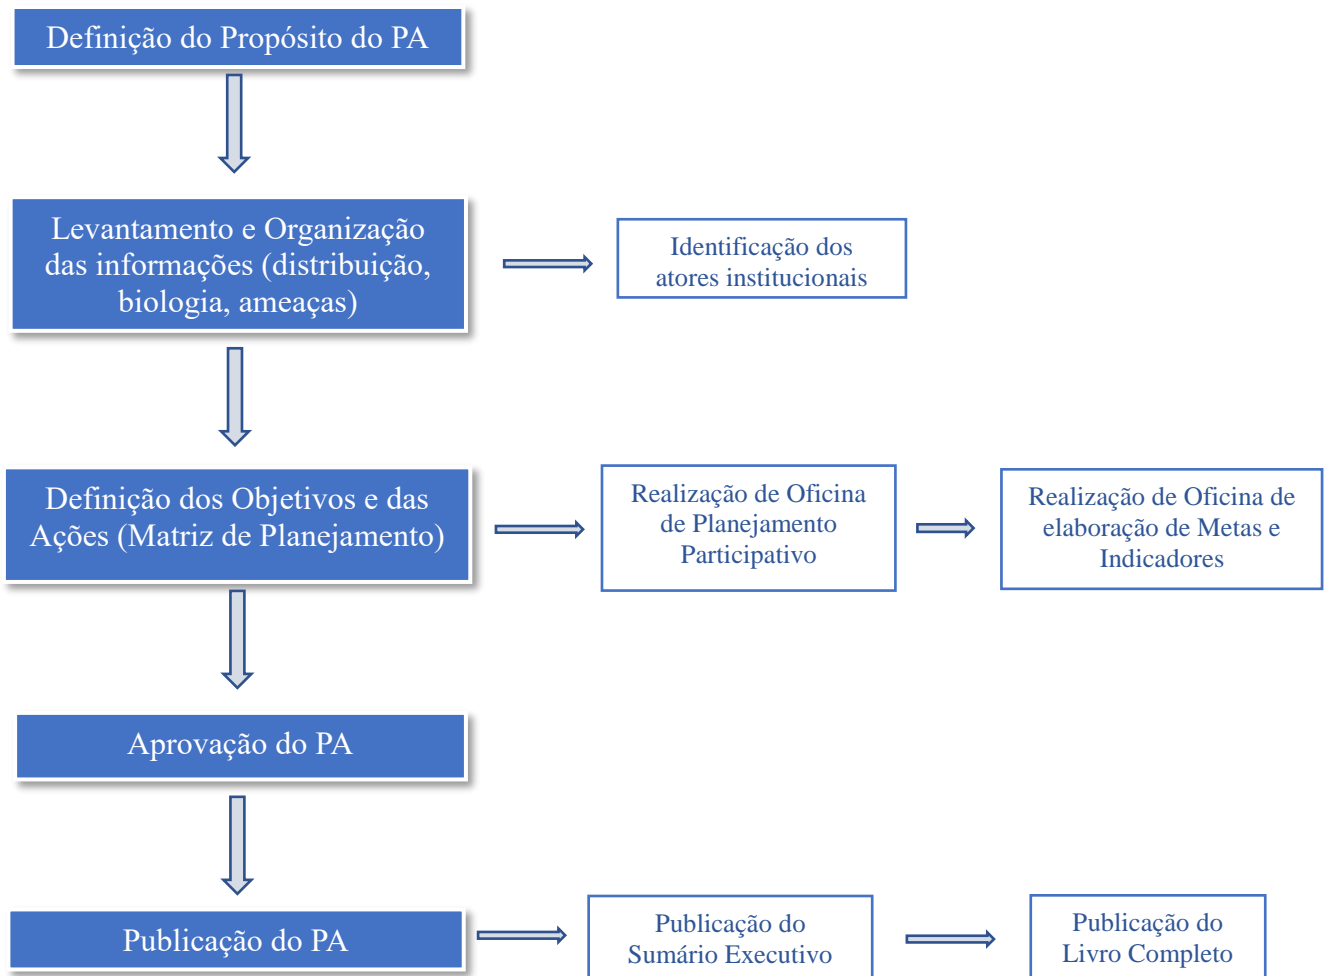 Definição do Propósito do PA
Levantamento e Organização
das informações (distribuição,
biologia, ameaças)
Identificação dos
atores institucionais
Definição dos Objetivos e das
Ações (Matriz de Planejamento)
Realização de Oficina
de Planejamento
Participativo
Realização de Oficina de
elaboração de Metas e
Indicadores
Aprovação do PA
Publicação do PA
Publicação do
Sumário Executivo
Publicação do
Livro Completo